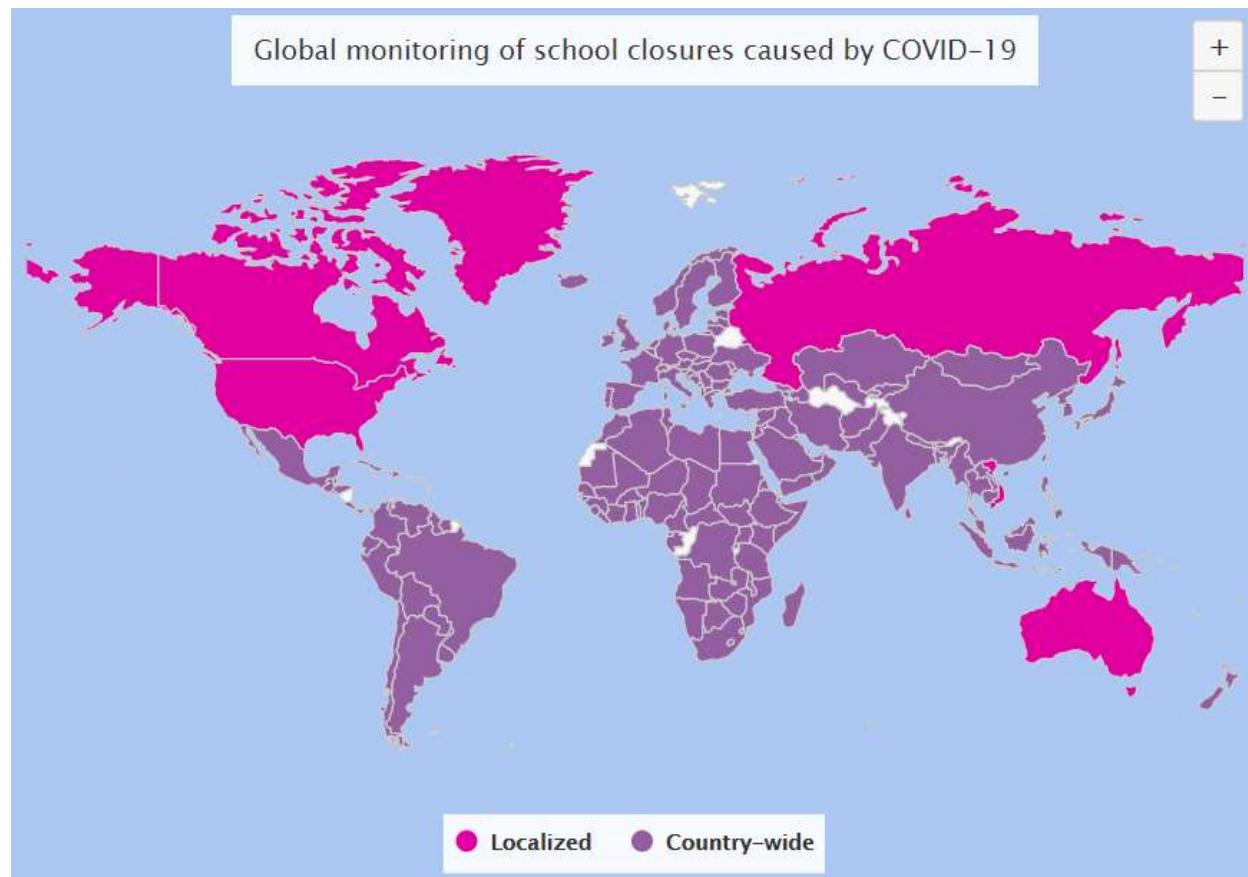 Global monitoring of school closures caused by COVID-19
+
−
Localized
Country-wide